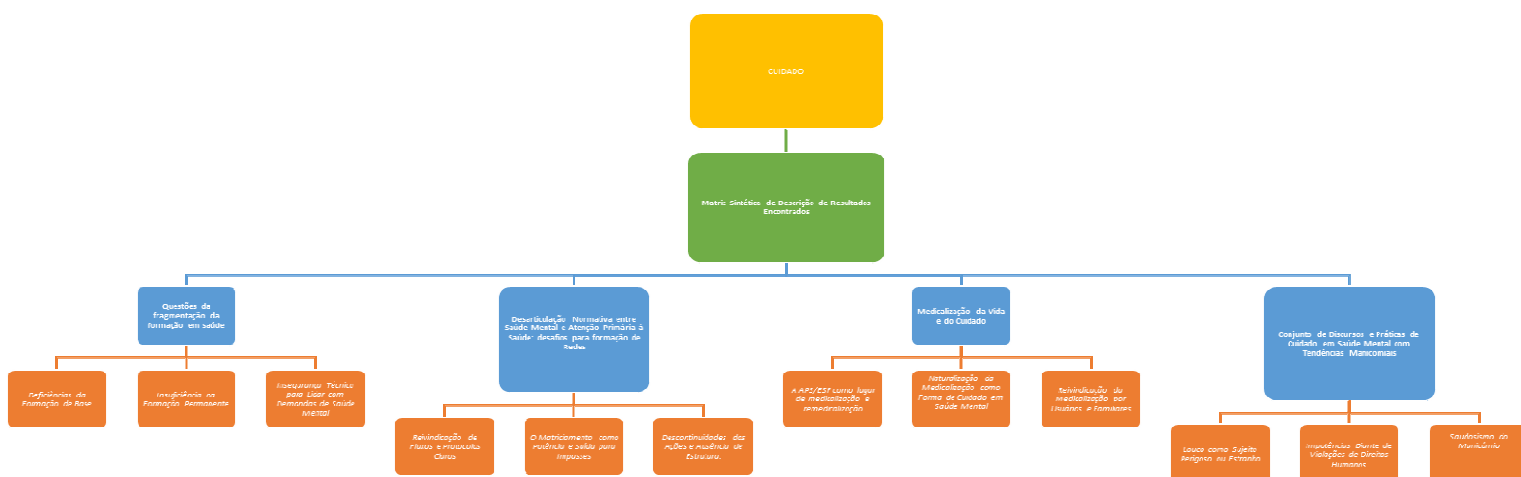 CUIDADO
Matriz Sintética de Descrição de Resultados
Encontrados
Questões da
fragmentação da
formação em saúde
Desarticulação Normativa entre
Saúde Mental e Atenção Primária à
Saúde: desafios para formação de
Redes
Medicalização da Vida
e do Cuidado
Conjunto de Discursos e Práticas de
Cuidado em Saúde Mental com
Tendências Manicomiais
Deficiências da
Formação de Base
Insuficiência na
Formação Permanente
Insegurança Técnica
para Lidar com
Demandas de Saúde
Mental
Reivindicação de
Fluxos e Protocolos
Claros
O Matriciamento como
Potência e Saída para
Impasses
Descontinuidades das
Ações e Ausência de
Estrutura.
A APS/ESF como lugar
de medicalização e
remedicalização
Naturalização da
Medicalização como
Forma de Cuidado em
Saúde Mental
Reivindicação da
Medicalização por
Usuários e Familiares
Louco como Sujeito
Perigoso ou Estranho
Impotências Diante de
Violações de Direitos
Humanos
Saudosismo do
Manicômio